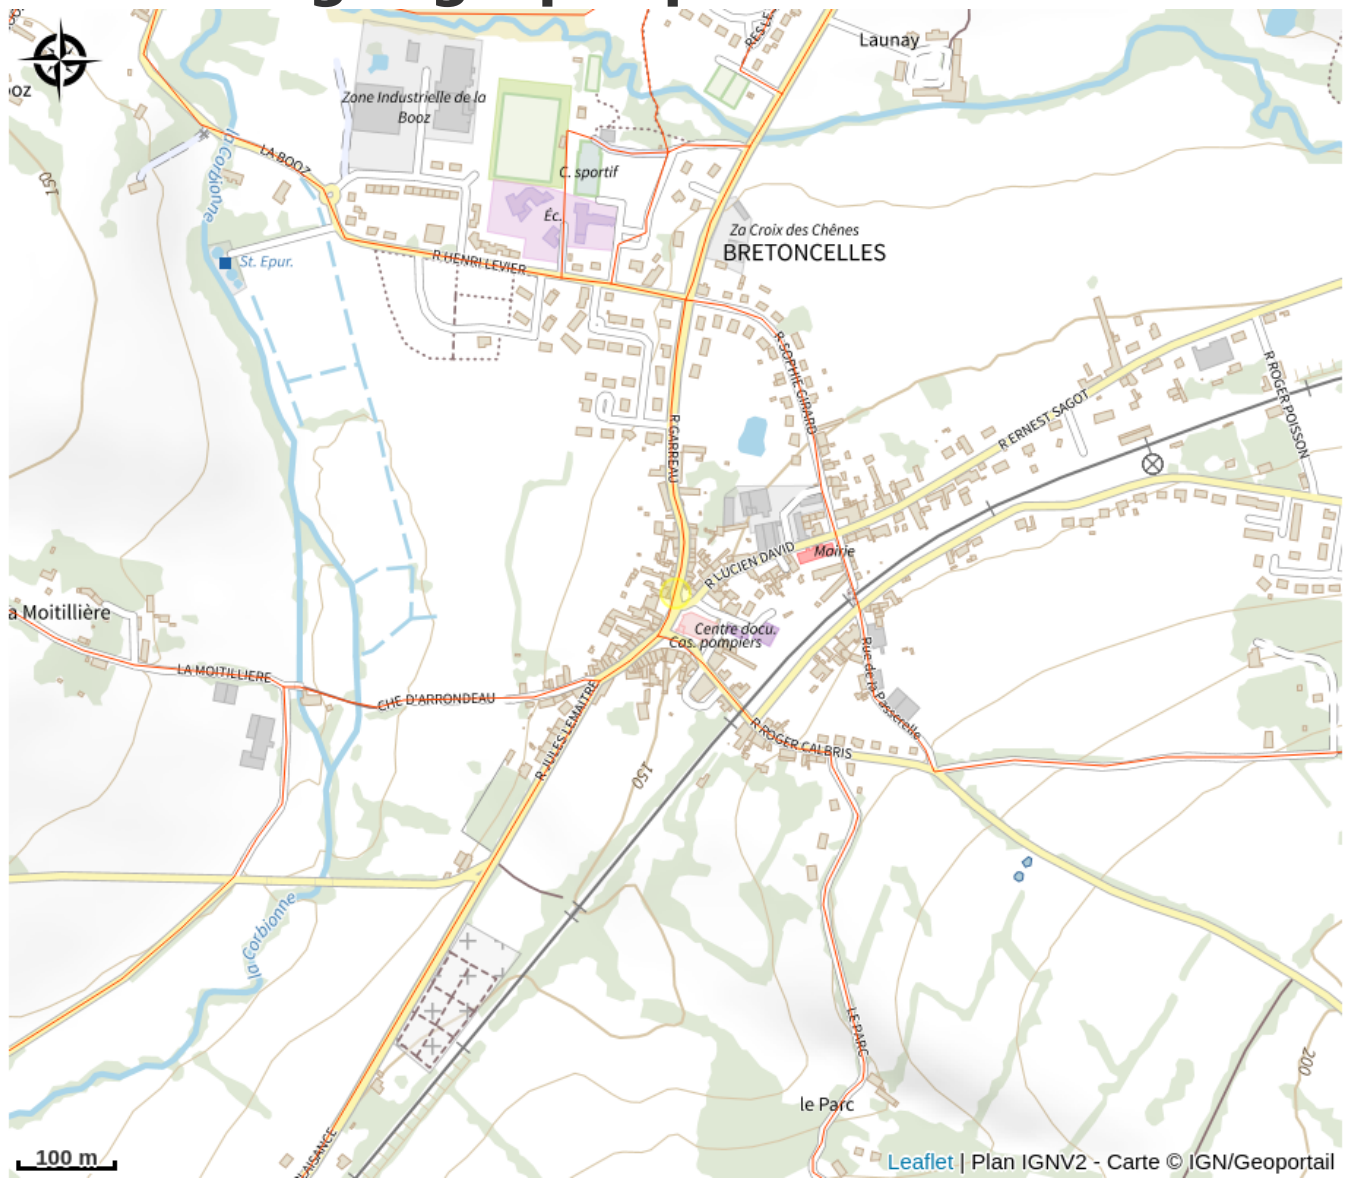 Launay
ooz
Zone Industrielle de la
Booz
LA BOOZ
la Corbionne
150
C. sportif
Éc.
Za Croix des Chênes
BRETONCELLES
St. Epur.
R HENRI LEVIER
R SOPHIE GIRARD
R ROGER POISSON
R ERNEST SAGOT
R GARREAU
R LUCIEN DAVID
Mairie
a Moitillière
Centre docu.
Cas. pompiers
LA MOITILLIERE
CHE D'ARRONDEAU
R JULES LEMAITRE
Rue de la Passerelle
R ROGER CALBRIS
150
la Corbionne
LE PARC
200
le Parc
LAISANCE
100 m
Leaflet | Plan IGNV2 - Carte © IGN/Geoportail